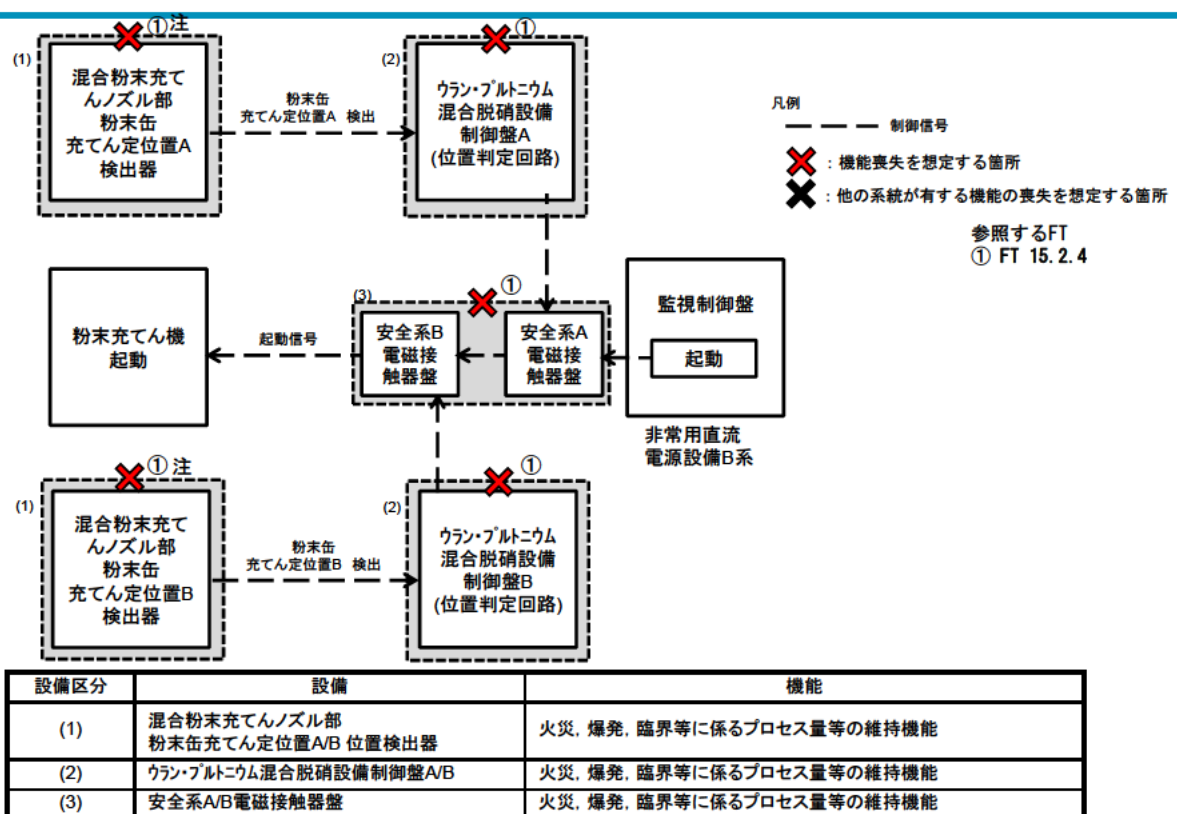 ①注
(1)
混合粉末充て
んノズル部
粉末缶
充てん定位置A
検出器
粉末缶
充てん定位置A 検出
①
(2)
ウラン・プルトニウム
混合脱硝設備
制御盤A
(位置判定回路)
凡例
制御信号
：機能喪失を想定する箇所
：他の系統が有する機能の喪失を想定する箇所
参照するFT
① FT 15.2.4
粉末充てん機
起動
起動信号
(3)
①
安全系B
電磁接
触器盤
安全系A
電磁接
触器盤
監視制御盤
起動
非常用直流
電源設備B系
①注
(1)
混合粉末充て
んノズル部
粉末缶
充てん定位置B
検出器
粉末缶
充てん定位置B 検出
①
(2)
ウラン・プルトニウム
混合脱硝設備
制御盤B
(位置判定回路)
設備区分 設備 機能
(1) 混合粉末充てんノズル部
粉末缶充てん定位置A/B 位置検出器 火災，爆発，臨界等に係るプロセス量等の維持機能
(2) ウラン・プルトニウム混合脱硝設備制御盤A/B 火災，爆発，臨界等に係るプロセス量等の維持機能
(3) 安全系A/B電磁接触器盤 火災，爆発，臨界等に係るプロセス量等の維持機能